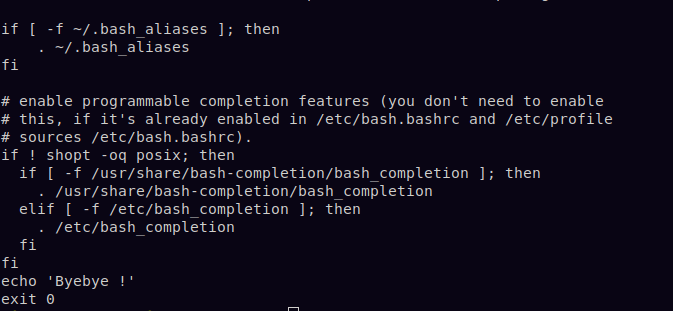 if [ -f ~/.bash_aliases ]; then
    . ~/.bash_aliases
fi

# enable programmable completion features (you don't need to enable
# this, if it's already enabled in /etc/bash.bashrc and /etc/profile
# sources /etc/bash.bashrc).
if ! shopt -oq posix; then
  if [ -f /usr/share/bash-completion/bash_completion ]; then
    . /usr/share/bash-completion/bash_completion
  elif [ -f /etc/bash_completion ]; then
    . /etc/bash_completion
  fi
fi
echo 'Byebye !'
exit 0